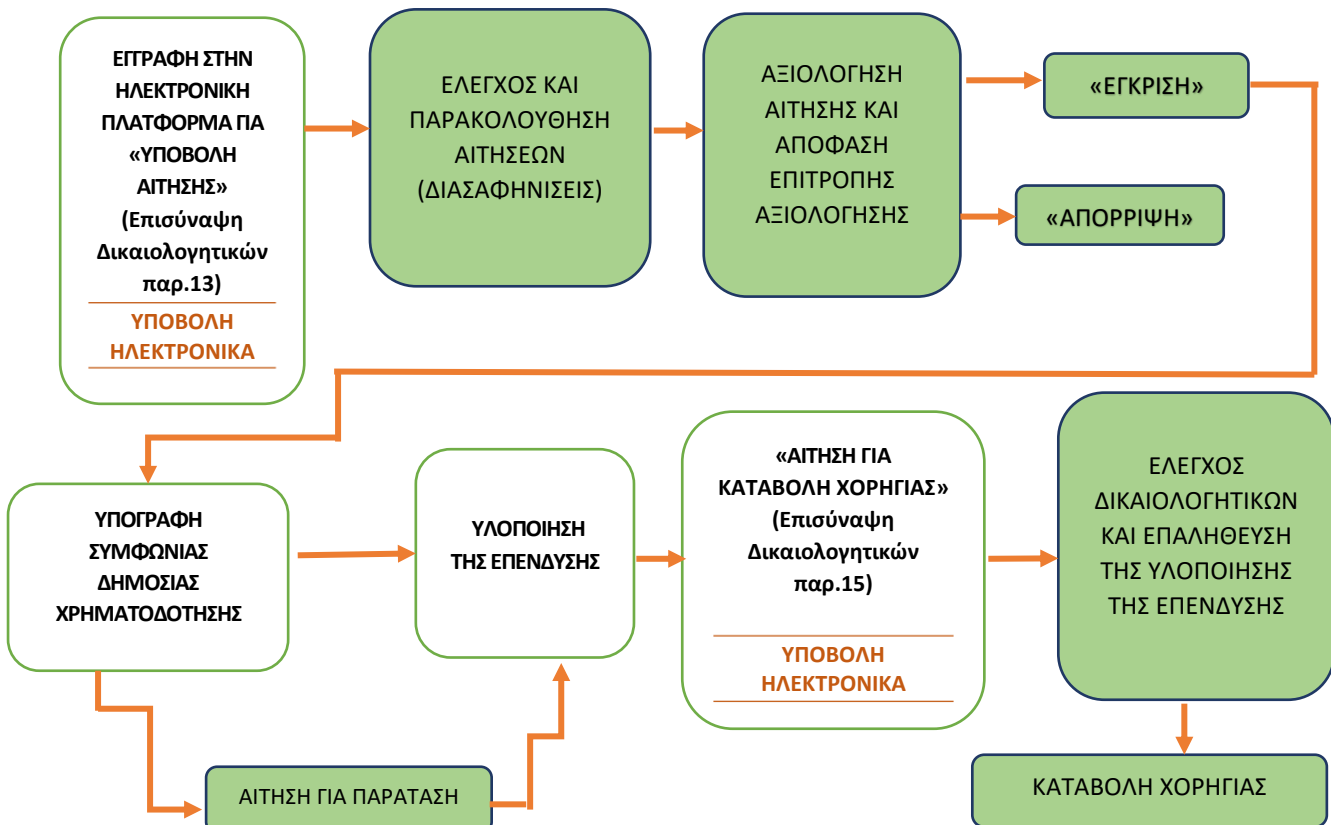 ΕΓΓΡΑΦΗ ΣΤΗΝ
ΗΛΕΚΤΡΟΝΙΚΗ
ΠΛΑΤΦΟΡΜΑ ΓΙΑ
«ΥΠΟΒΟΛΗ
ΑΙΤΗΣΗΣ»
(Επισύναψη
Δικαιολογητικών
παρ.13)
ΥΠΟΒΟΛΗ
ΗΛΕΚΤΡΟΝΙΚΑ
ΕΛΕΓΧΟΣ ΚΑΙ
ΠΑΡΑΚΟΛΟΥΘΗΣΗ
ΑΙΤΗΣΕΩΝ
(ΔΙΑΣΑΦΗΝΙΣΕΙΣ)
ΑΞΙΟΛΟΓΗΣΗ
ΑΙΤΗΣΗΣ ΚΑΙ
ΑΠΟΦΑΣΗ
ΕΠΙΤΡΟΠΗΣ
ΑΞΙΟΛΟΓΗΣΗΣ
«ΕΓΚΡΙΣΗ»
«ΑΠΟΡΡΙΨΗ»
ΥΠΟΓΡΑΦΗ
ΣΥΜΦΩΝΙΑΣ
ΔΗΜΟΣΙΑΣ
ΧΡΗΜΑΤΟΔΟΤΗΣΗΣ
ΥΛΟΠΟΙΗΣΗ
ΤΗΣ ΕΠΕΝΔΥΣΗΣ
«ΑΙΤΗΣΗ ΓΙΑ
ΚΑΤΑΒΟΛΗ ΧΟΡΗΓΙΑΣ»
(Επισύναψη
Δικαιολογητικών
παρ.15)
ΥΠΟΒΟΛΗ
ΗΛΕΚΤΡΟΝΙΚΑ
ΕΛΕΓΧΟΣ
ΔΙΚΑΙΟΛΟΓΗΤΙΚΩΝ
ΚΑΙ ΕΠΑΛΗΘΕΥΣΗ
ΤΗΣ ΥΛΟΠΟΙΗΣΗΣ
ΤΗΣ ΕΠΕΝΔΥΣΗΣ
ΑΙΤΗΣΗ ΓΙΑ ΠΑΡΑΤΑΣΗ
ΚΑΤΑΒΟΛΗ ΧΟΡΗΓΙΑΣ